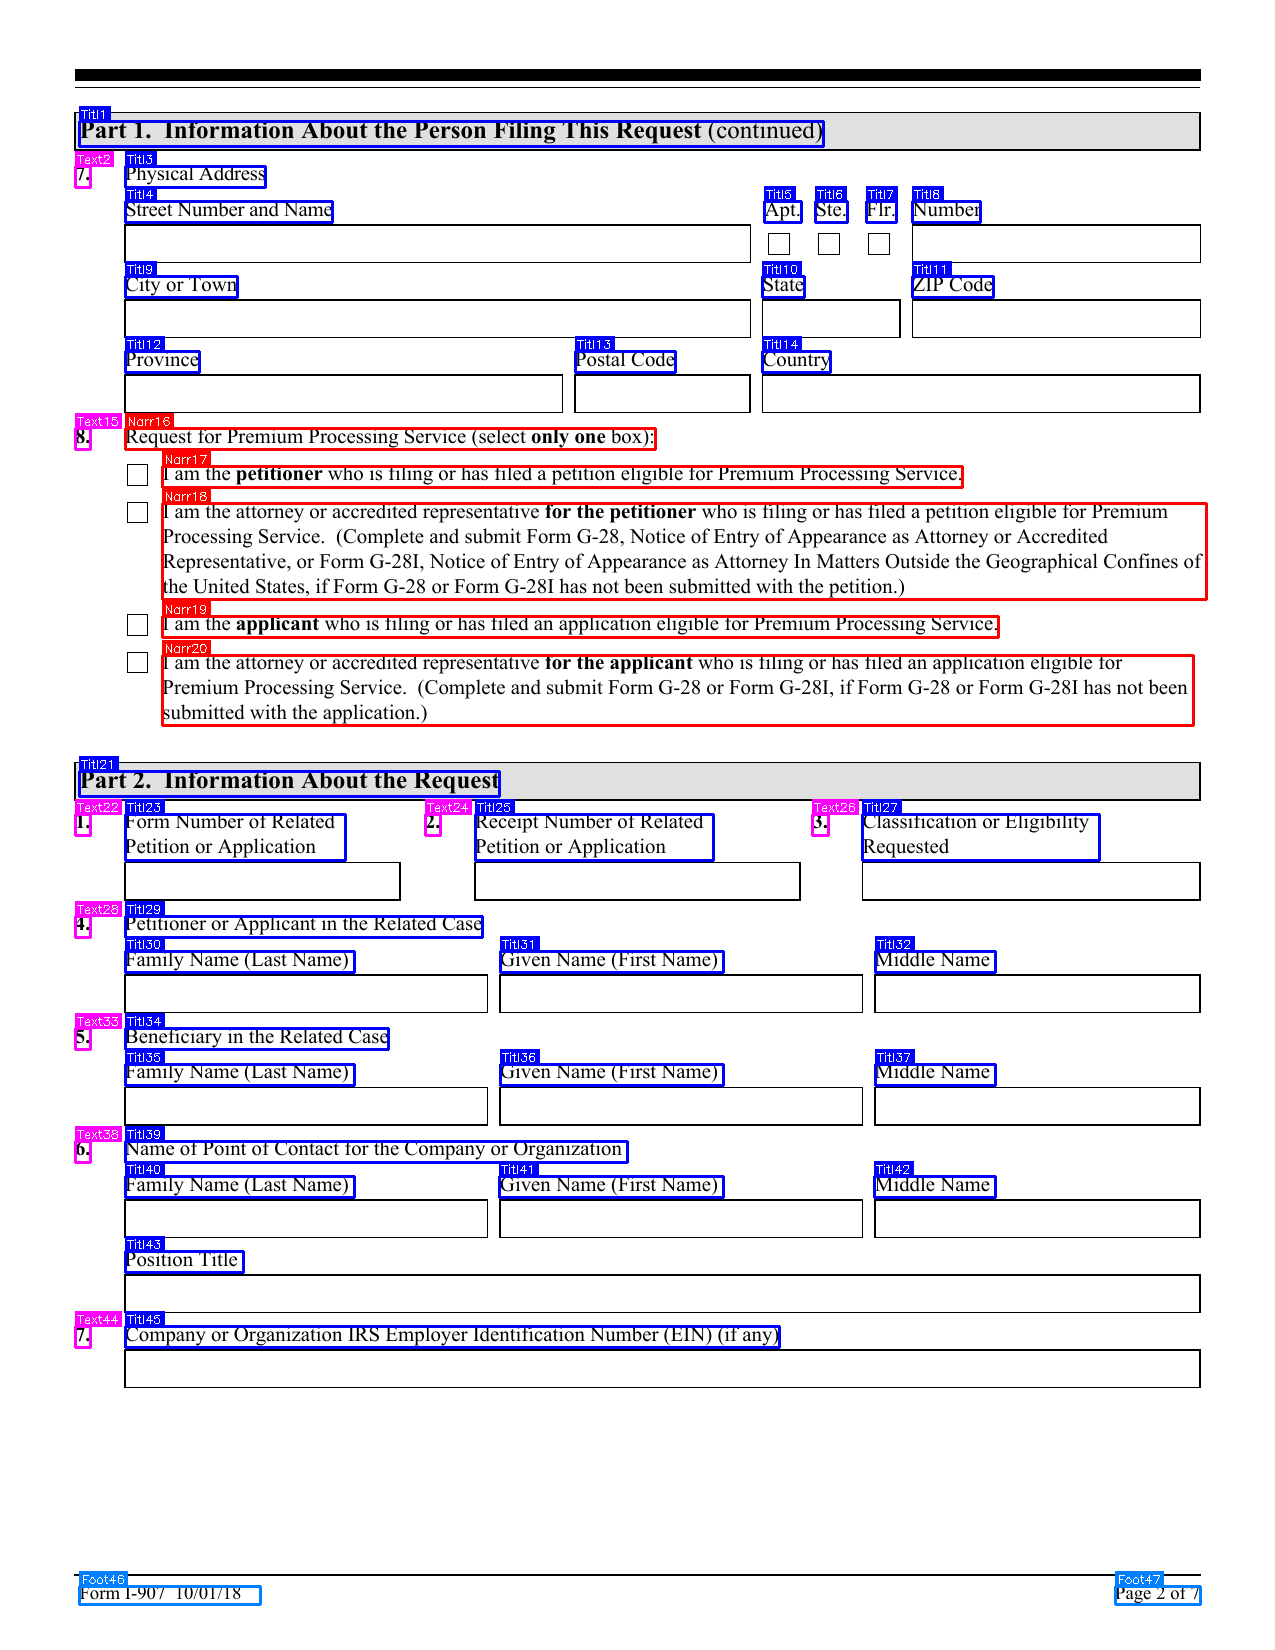 Titl1
Part 1.  Information About the Person Filing This Request (continued)
Text2 Titl3
7. Physical Address
Titl4 Titl5 Titl6 Titl7 Titl8
Street Number and Name Apt. Ste. Flr. Number
Titl9 Titl10 Titl11
City or Town State ZIP Code
Titl12 Titl13 Titl14
Province Postal Code Country
Text15 Narr16
8. Request for Premium Processing Service (select only one box):
Narr17
I am the petitioner who is filing or has filed a petition eligible for Premium Processing Service.
Narr18
I am the attorney or accredited representative for the petitioner who is filing or has filed a petition eligible for Premium
Processing Service.  (Complete and submit Form G-28, Notice of Entry of Appearance as Attorney or Accredited
Representative, or Form G-28I, Notice of Entry of Appearance as Attorney In Matters Outside the Geographical Confines of
the United States, if Form G-28 or Form G-28I has not been submitted with the petition.)
Narr19
I am the applicant who is filing or has filed an application eligible for Premium Processing Service.
Narr20
I am the attorney or accredited representative for the applicant who is filing or has filed an application eligible for
Premium Processing Service.  (Complete and submit Form G-28 or Form G-28I, if Form G-28 or Form G-28I has not been
submitted with the application.)
Titl21
Part 2.  Information About the Request
Text22 Titl23 Text24 Titl25 Text26 Titl27
1. Form Number of Related 2. Receipt Number of Related 3. Classification or Eligibility
Petition or Application Petition or Application Requested
Text28 Titl29
4. Petitioner or Applicant in the Related Case
Titl30 Titl31 Titl32
Family Name (Last Name) Given Name (First Name) Middle Name
Text33 Titl34
5. Beneficiary in the Related Case
Titl35 Titl36 Titl37
Family Name (Last Name) Given Name (First Name) Middle Name
Text38 Titl39
6. Name of Point of Contact for the Company or Organization
Titl40 Titl41 Titl42
Family Name (Last Name) Given Name (First Name) Middle Name
Titl43
Position Title
Text44 Titl45
7. Company or Organization IRS Employer Identification Number (EIN) (if any)
Foot46 Foot47
Form I-907  10/01/18 Page 2 of 7